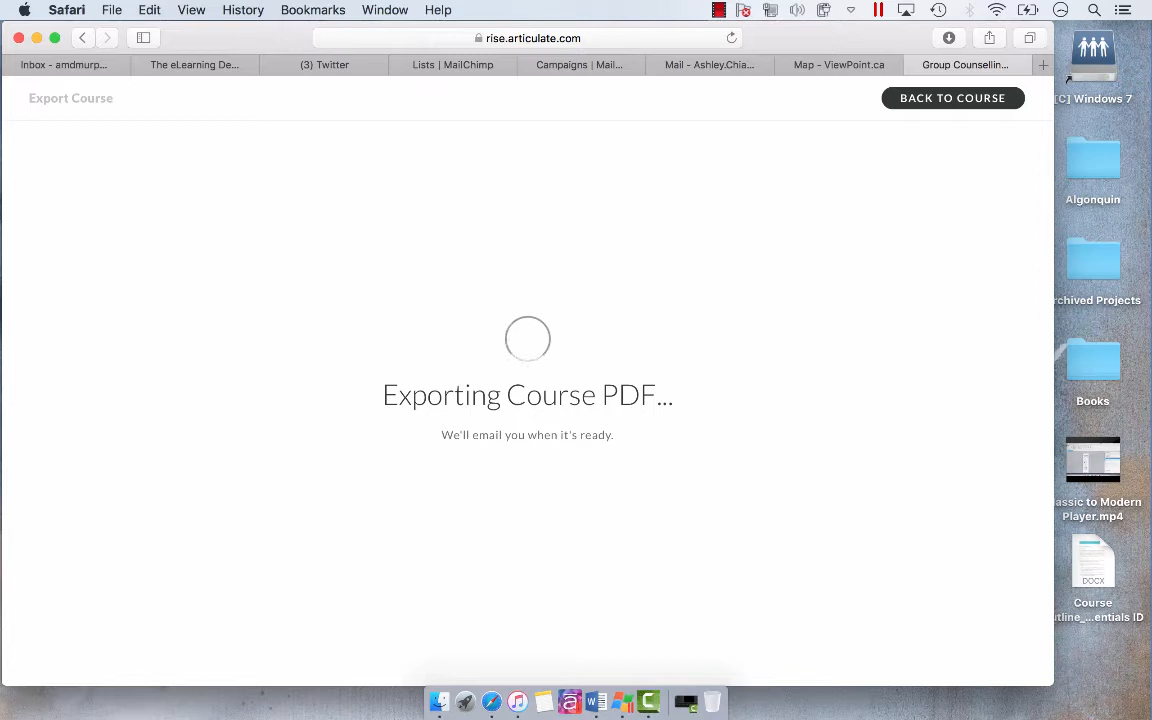 Safari File Edit View History Bookmarks Window Help
rise.articulate.com
Inbox - amdmurp... The eLearning De... (3) Twitter Lists | MailChimp Campaigns | Mail... Mail - Ashley.Chia... Map - ViewPoint.ca Group Counsellin...
Export Course
BACK TO COURSE
Exporting Course PDF...
We'll email you when it's ready.
[C] Windows 7
Algonquin
rchived Projects
Books
lassic to Modern
Player.mp4
DOCX
Course
utline_...entials ID